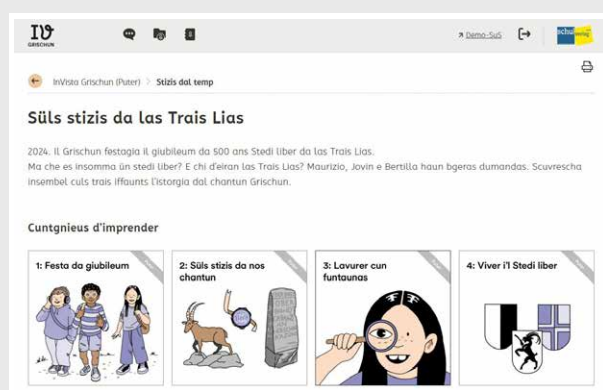 IV
GRISCHUN
Demo-SuS
schulverlag
InVista Grischun (Puter) > Stizis dal temp
Süls stizis da las Trais Lias
2024. Il Grischun festagia il giubileum da 500 ans Stedi liber da las Trais Lias.
Ma che es insomma ün stedi liber? E chi d'eiran las Trais Lias? Maurizio, Jovin e Bertilla haun bgeras dumandas. Scuvrescha
insembel culs trais iffaunts l'istorgia dal chantun Grischun.
Cuntgnieus d'imprender
1: Festa da giubileum
2: Süls stizis da nos
chantun
3: Lavurer cun
funtaunas
4: Viver i'l Stedi liber